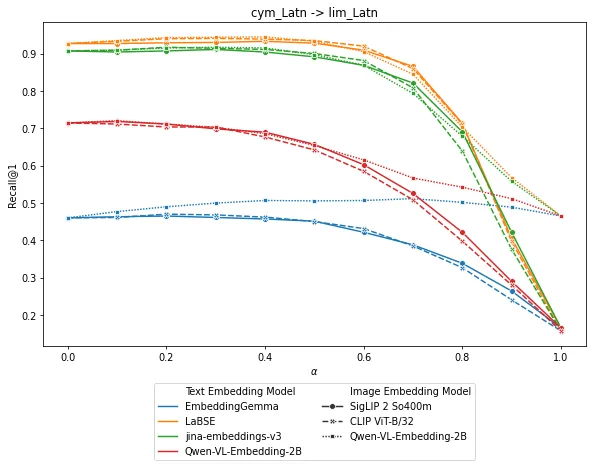 cym_Latn -> lim_Latn
Recall@1
0.9
0.8
0.7
0.6
0.5
0.4
0.3
0.2
0.0 0.2 0.4 0.6 0.8 1.0
α
Text Embedding Model Image Embedding Model
EmbeddingGemma SigLIP 2 So400m
LaBSE CLIP ViT-B/32
jina-embeddings-v3 Qwen-VL-Embedding-2B
Qwen-VL-Embedding-2B